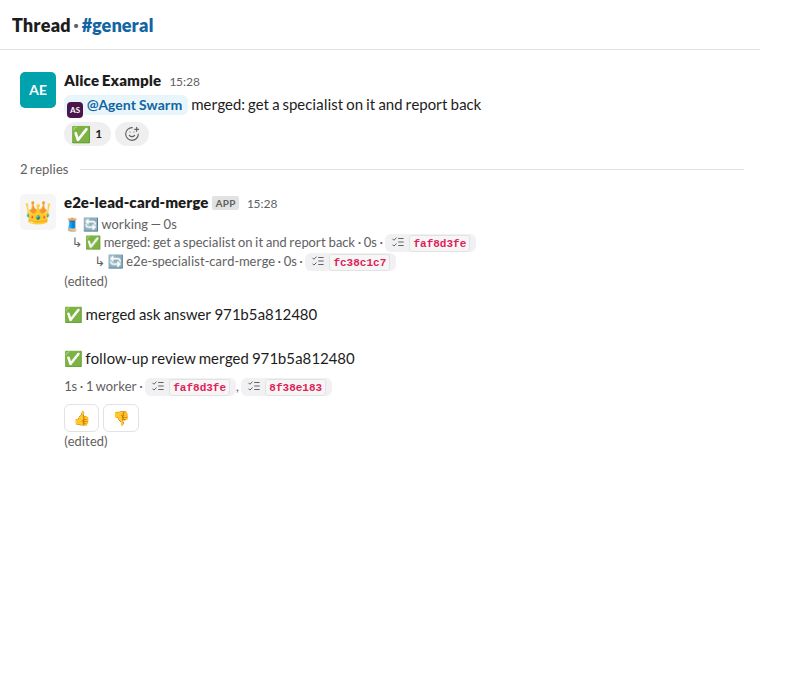 Thread · #general
AE
Alice Example 15:28
AS @Agent Swarm merged: get a specialist on it and report back
✅ 1
2 replies
e2e-lead-card-merge APP 15:28
🧵 🔄 working — 0s
↳ ✅ merged: get a specialist on it and report back · 0s · faf8d3fe
↳ 🔄 e2e-specialist-card-merge · 0s · fc38c1c7
(edited)
✅ merged ask answer 971b5a812480
✅ follow-up review merged 971b5a812480
1s · 1 worker · faf8d3fe , 8f38e183
👍 👎
(edited)